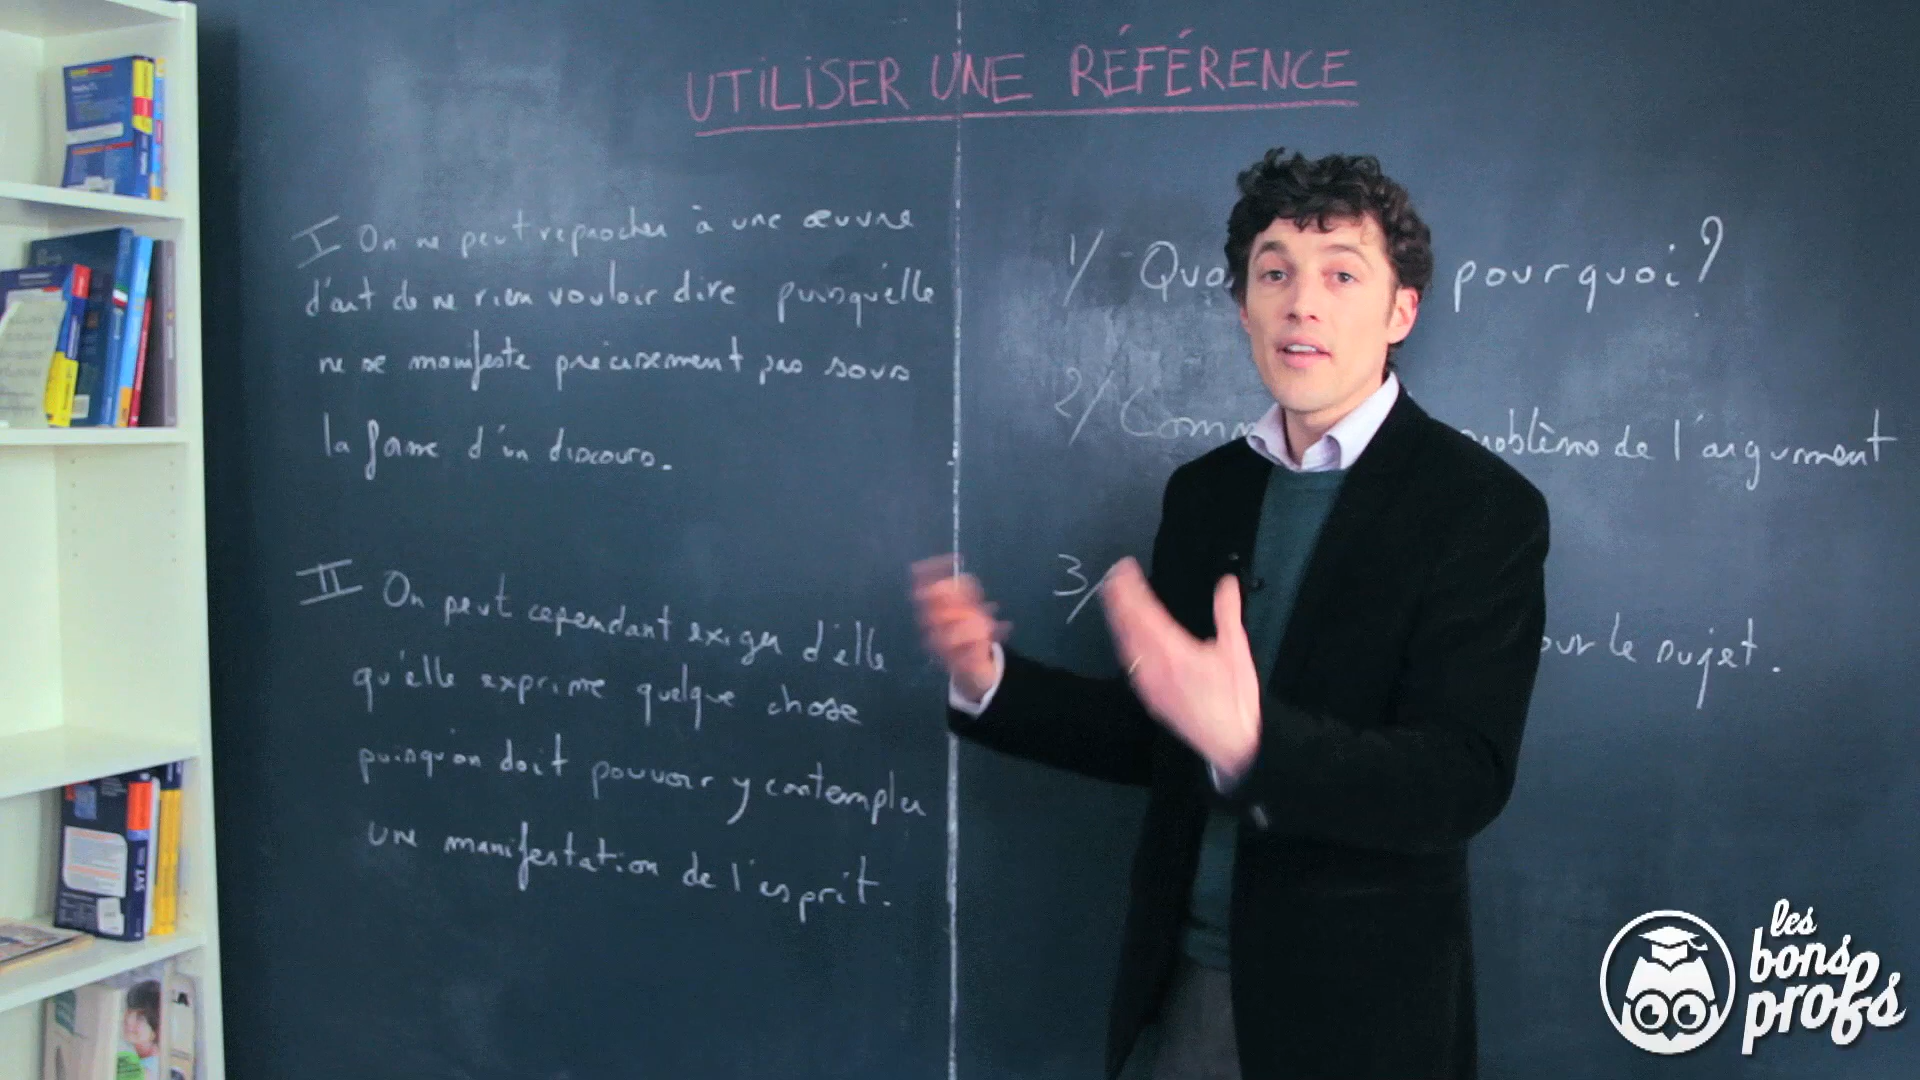 UTILISER UNE RÉFÉRENCE
I On ne peut reprocher à une œuvre
d'art de ne rien vouloir dire puisqu'elle
ne se manifeste précisément pas sous
la forme d'un discours.
II On peut cependant exiger d'elle
qu'elle exprime quelque chose
puisqu'on doit pouvoir y contempler
une manifestation de l'esprit.
1/ pourquoi ?
2/ de l'argument
3/
le sujet.
les
bons
profs